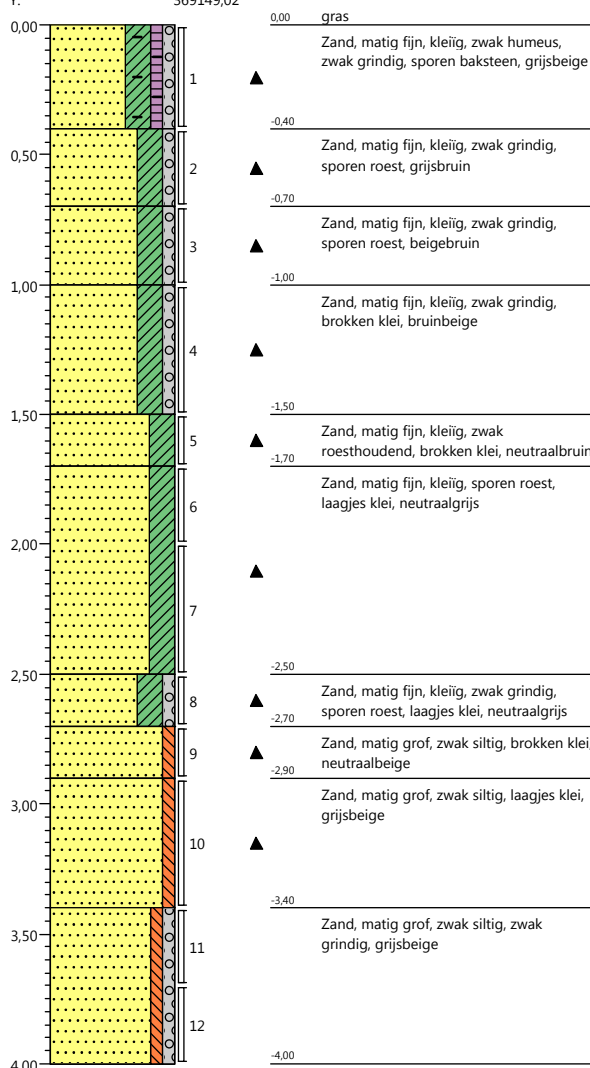 Y: 369149,02
0,00 0,00 gras
Zand, matig fijn, kleiïg, zwak humeus,
zwak grindig, sporen baksteen, grijsbeige
1
-0,40
Zand, matig fijn, kleiïg, zwak grindig,
0,50 2 sporen roest, grijsbruin
-0,70
Zand, matig fijn, kleiïg, zwak grindig,
3 sporen roest, beigebruin
1,00 -1,00
Zand, matig fijn, kleiïg, zwak grindig,
brokken klei, bruinbeige
4
1,50 -1,50
Zand, matig fijn, kleiïg, zwak
5 roesthoudend, brokken klei, neutraalbruin
-1,70
Zand, matig fijn, kleiïg, sporen roest,
6 laagjes klei, neutraalgrijs
2,00
7
2,50 -2,50
Zand, matig fijn, kleiïg, zwak grindig,
8 sporen roest, laagjes klei, neutraalgrijs
-2,70
Zand, matig grof, zwak siltig, brokken klei,
9 neutraalbeige
-2,90
Zand, matig grof, zwak siltig, laagjes klei,
3,00 grijsbeige
10
-3,40
Zand, matig grof, zwak siltig, zwak
3,50 11 grindig, grijsbeige
12
4,00 -4,00